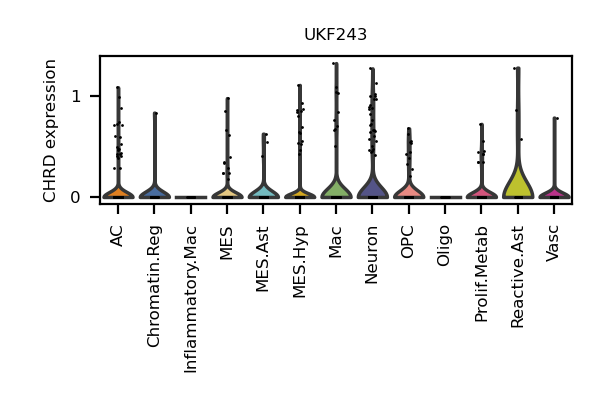 UKF243
CHRD expression
1
0
AC
Chromatin.Reg
Inflammatory.Mac
MES
MES.Ast
MES.Hyp
Mac
Neuron
OPC
Oligo
Prolif.Metab
Reactive.Ast
Vasc